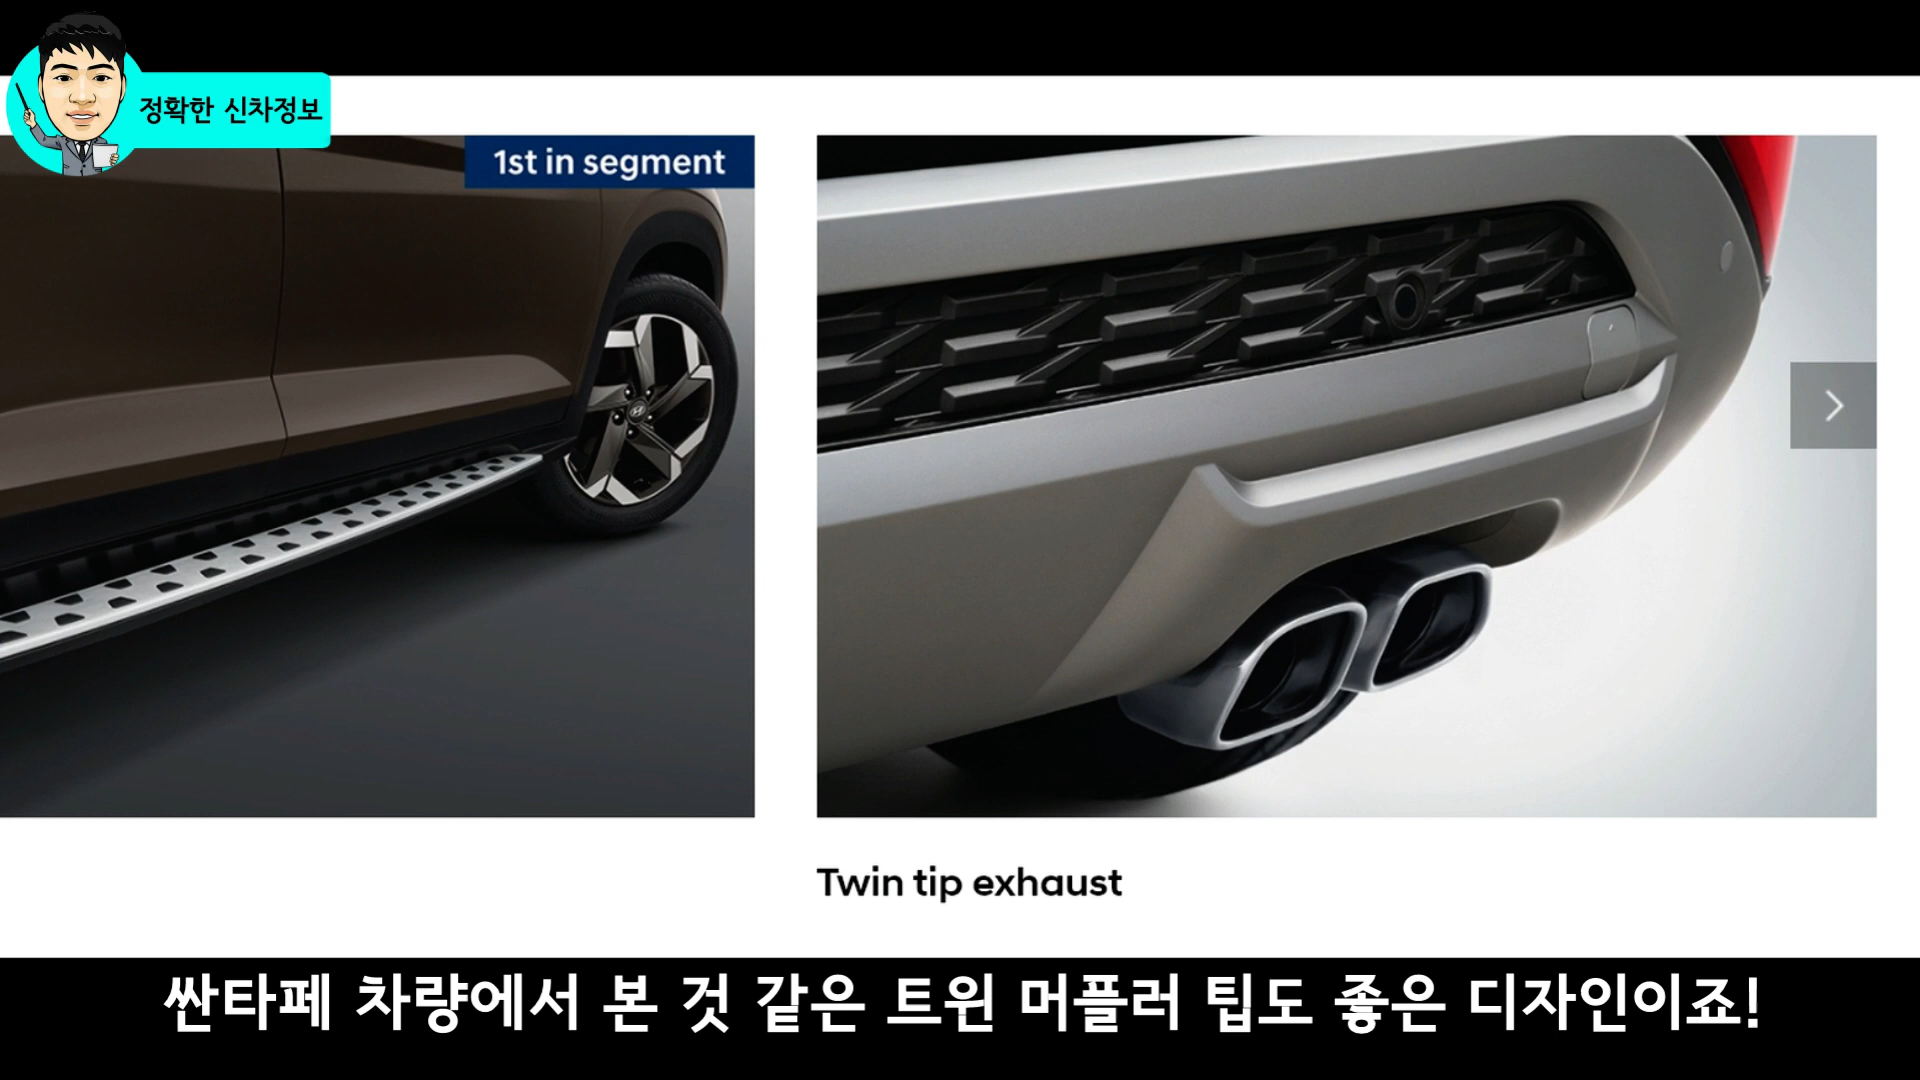 정확한 신차정보
1st in segment
Twin tip exhaust
싼타페 차량에서 본 것 같은 트윈 머플러 팁도 좋은 디자인이죠!